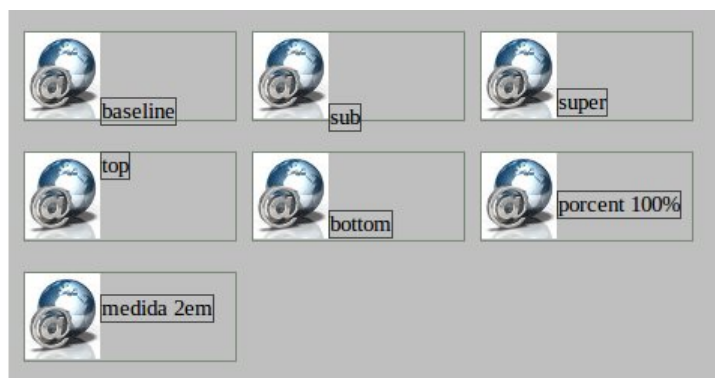 baseline
sub
super
top
bottom
porcent 100%
medida 2em